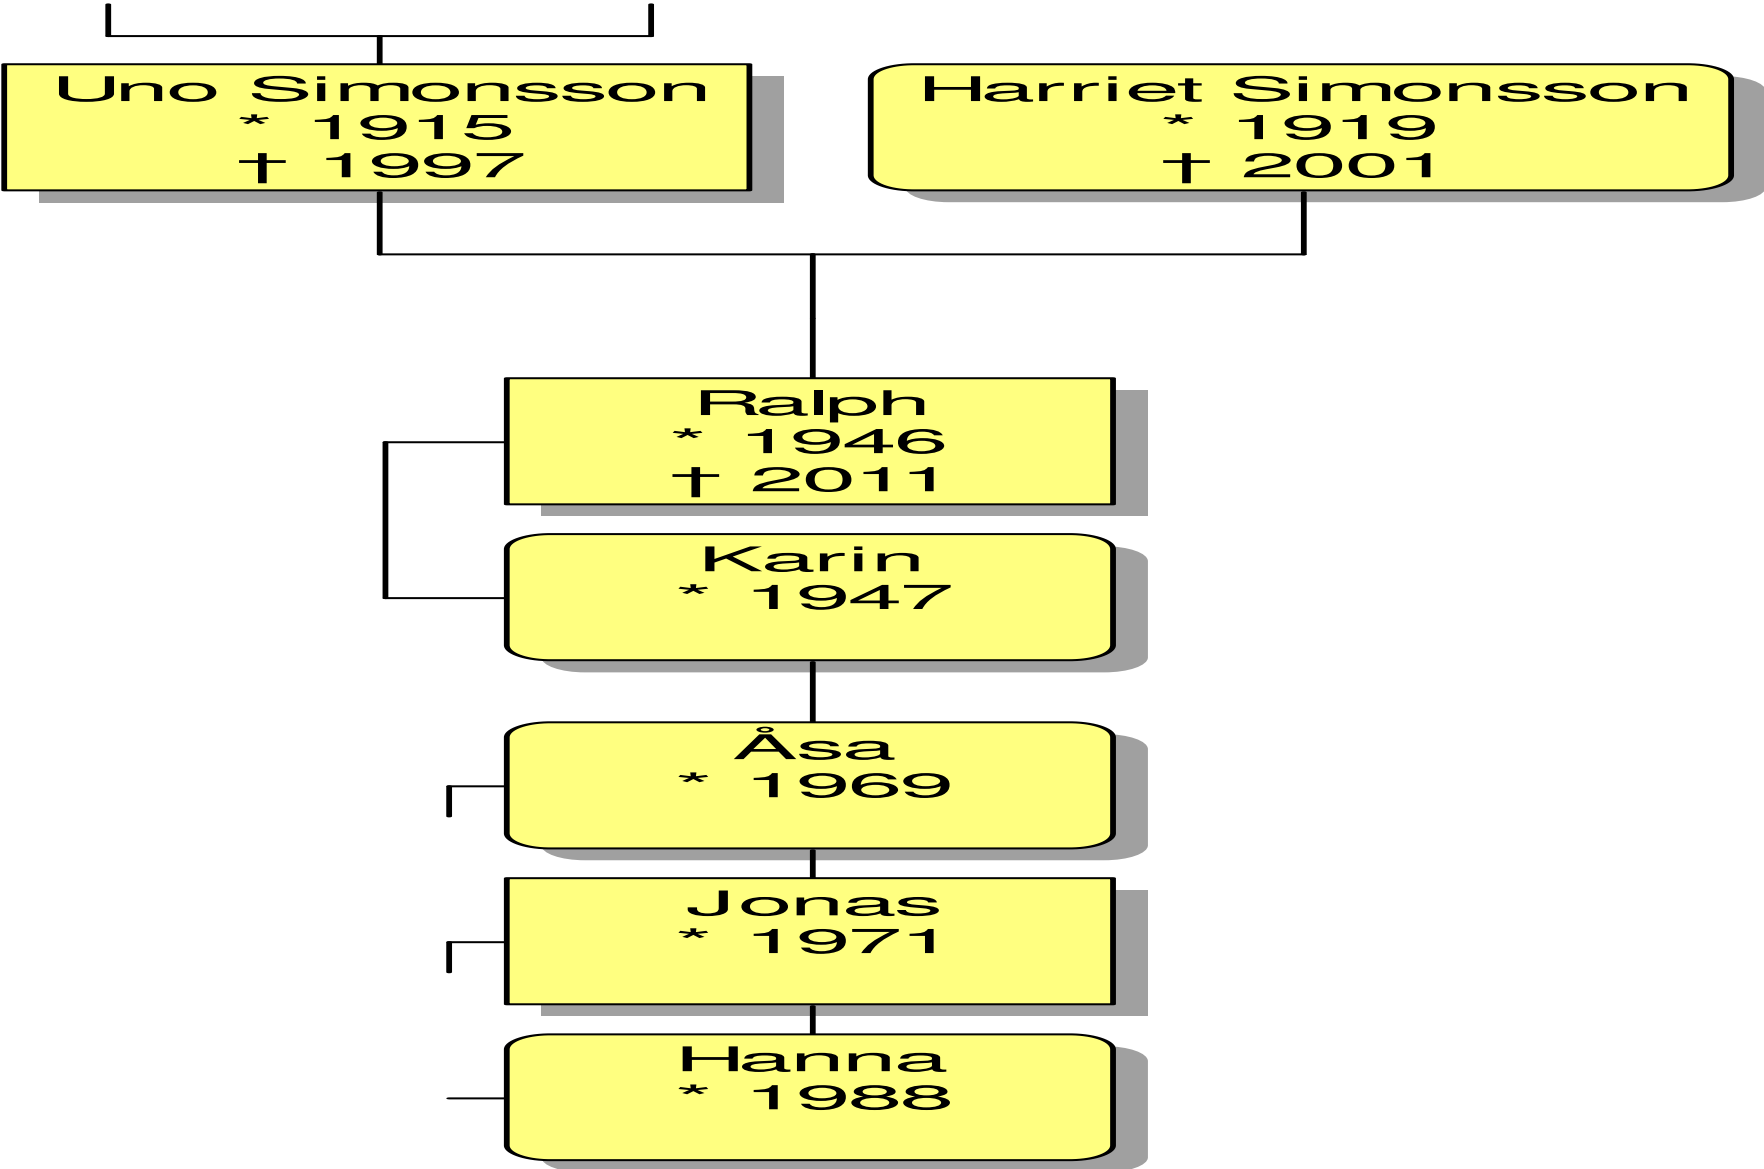 Uno Simonsson
* 1915
† 1997
Harriet Simonsson
* 1919
† 2001
Ralph
* 1946
† 2011
Karin
* 1947
Åsa
* 1969
Jonas
* 1971
Hanna
* 1988